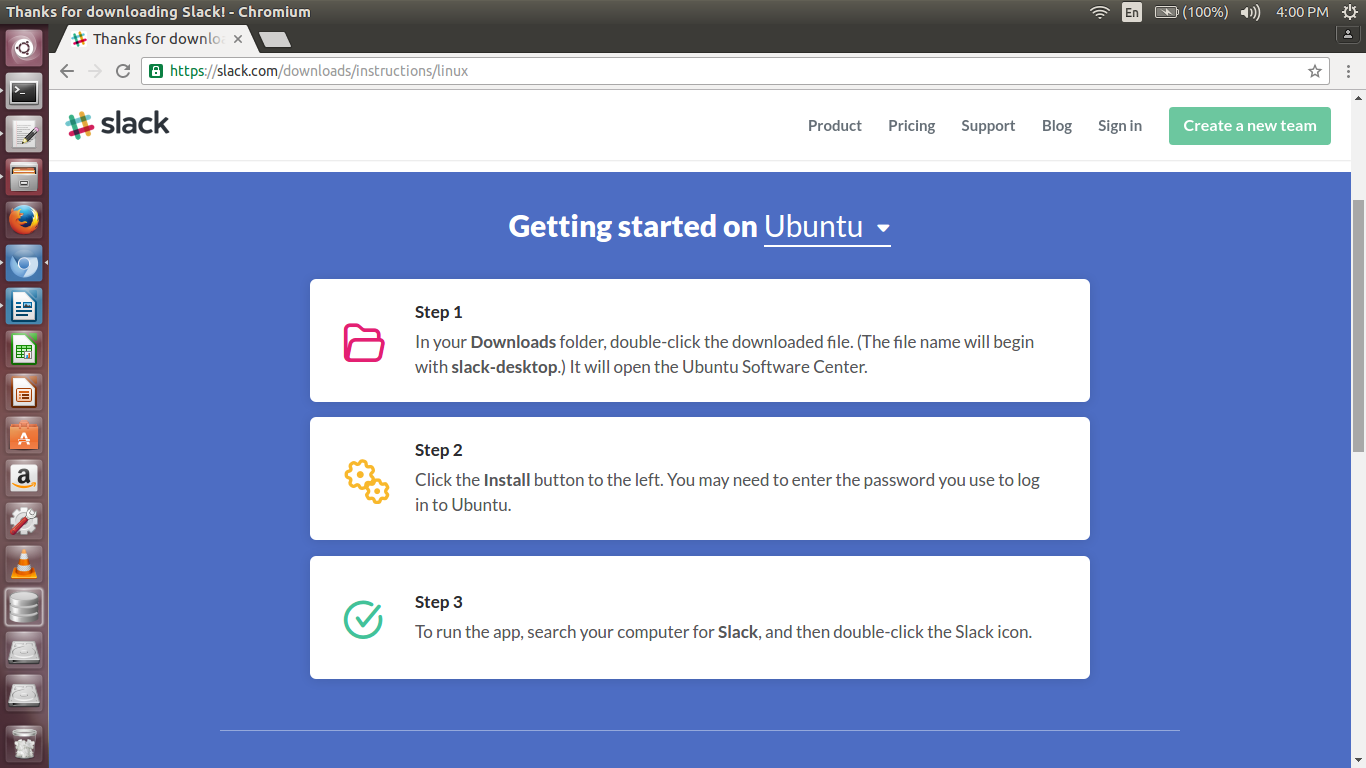 Thanks for downloading Slack! - Chromium
En
(100%)
4:00 PM
Thanks for downlo
https://slack.com/downloads/instructions/linux
slack
Product
Pricing
Support
Blog
Sign in
Create a new team
Getting started on Ubuntu
Step 1
In your Downloads folder, double-click the downloaded file. (The file name will begin
with slack-desktop.) It will open the Ubuntu Software Center.
Step 2
Click the Install button to the left. You may need to enter the password you use to log
in to Ubuntu.
Step 3
To run the app, search your computer for Slack, and then double-click the Slack icon.
a